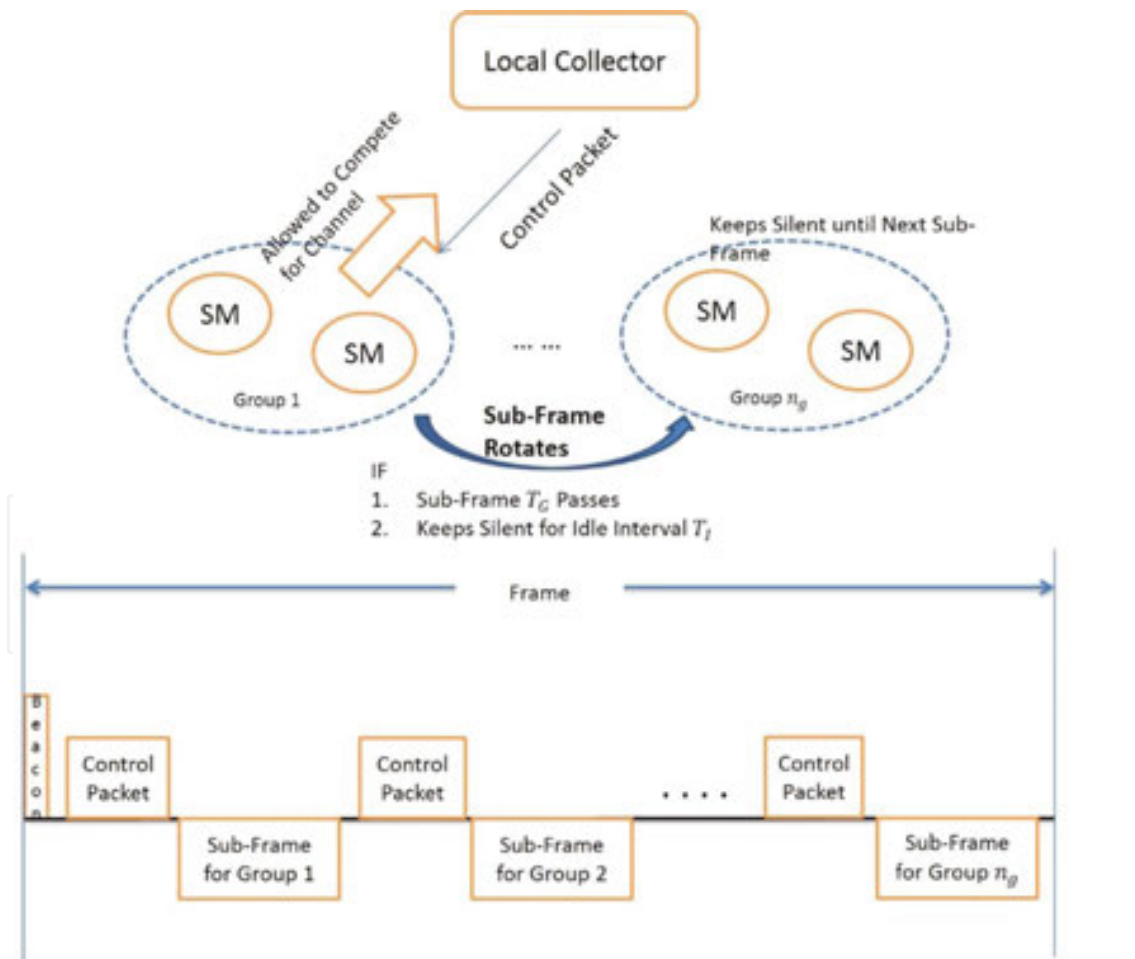 Local Collector
Allowed to Compete
for Channel
Control Packet
Keeps Silent until Next Sub-
Frame
SM
SM
Group 1
... ...
SM
SM
Group n_g
Sub-Frame
Rotates
IF
1. Sub-Frame T_G Passes
2. Keeps Silent for Idle Interval T_I
Frame
Beacon
Control
Packet
Control
Packet
. . . .
Control
Packet
Sub-Frame
for Group 1
Sub-Frame
for Group 2
Sub-Frame
for Group n_g